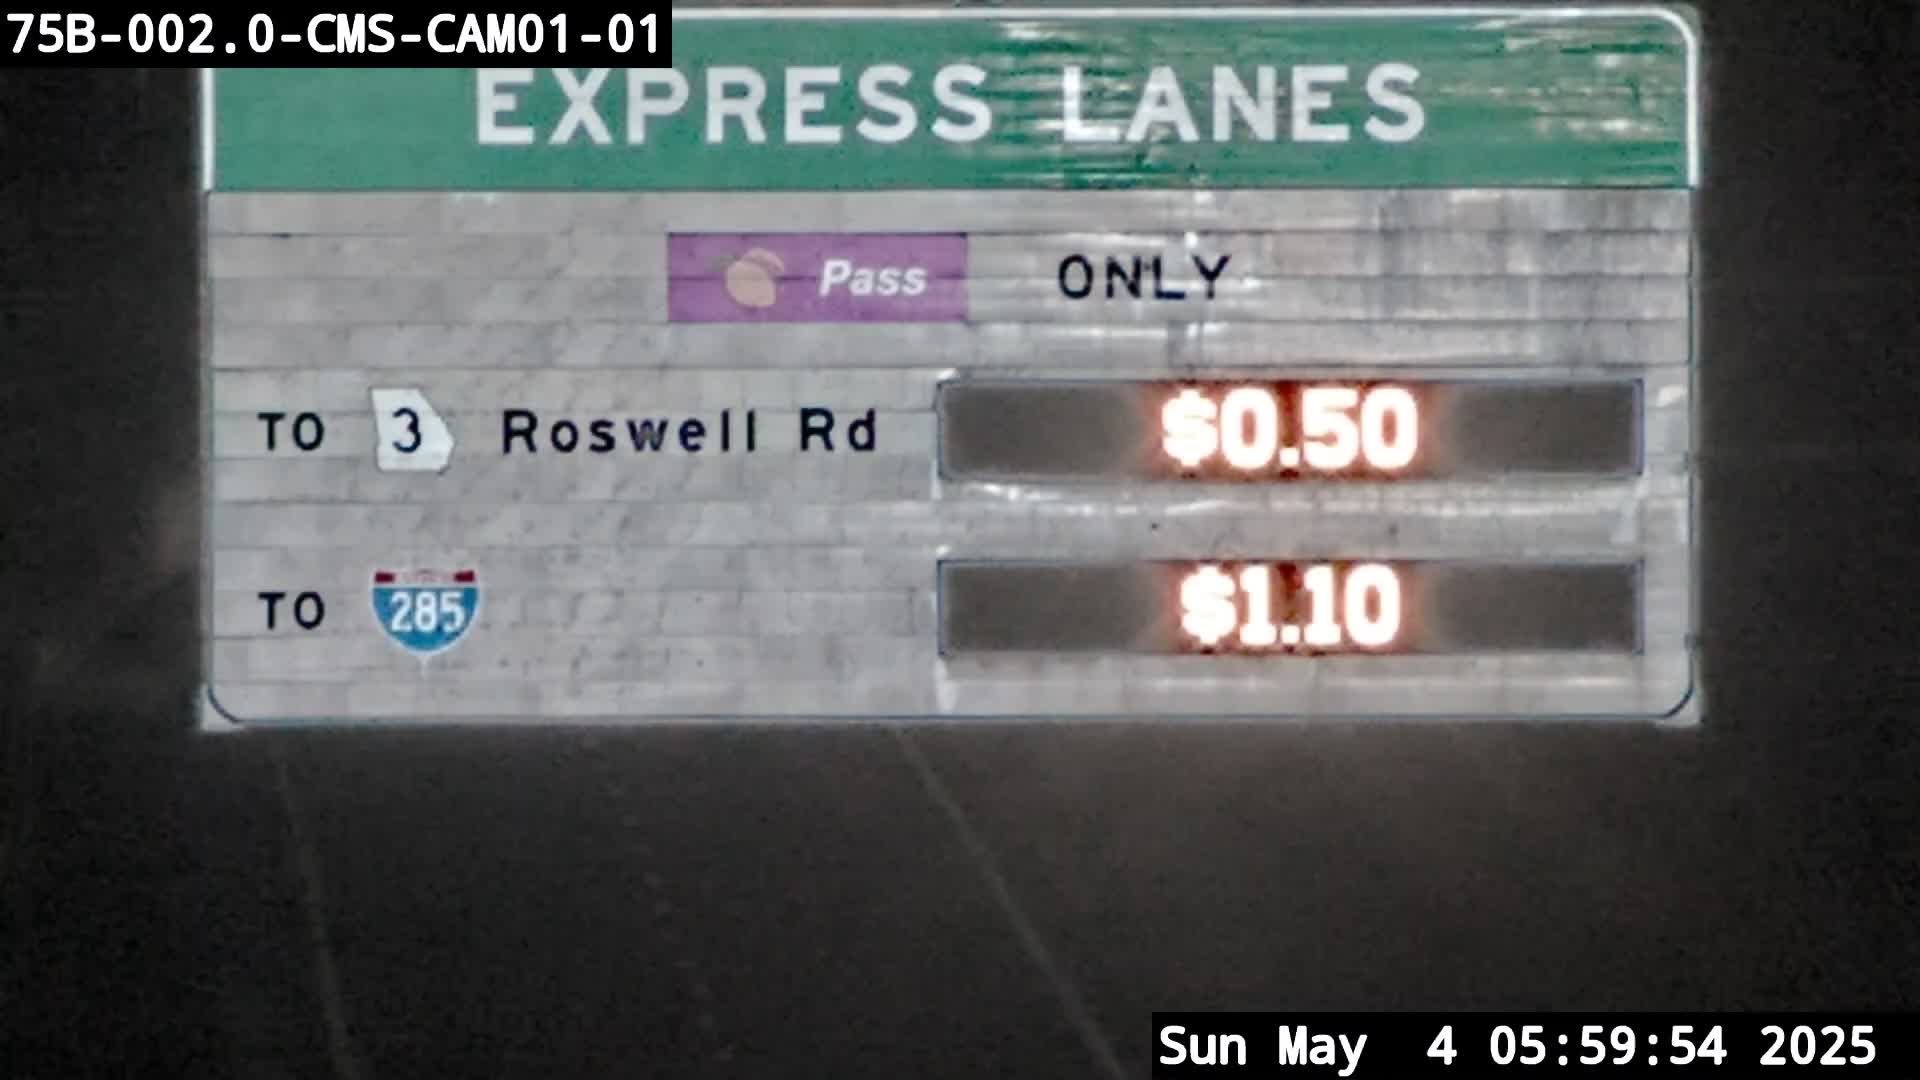 75B-002.0-CMS-CAM01-01
EXPRESS LANES
Pass ONLY
TO 3 Roswell Rd $0.50
TO 285 $1.10
Sun May 4 05:59:54 2025